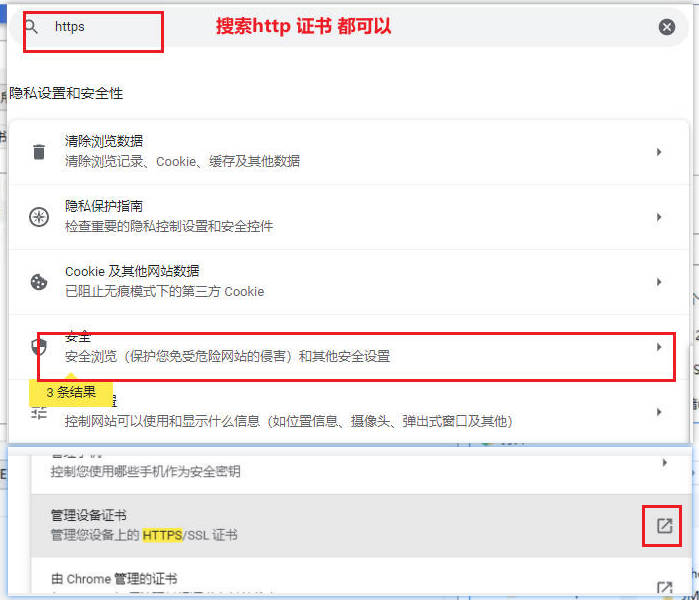 https
搜索http 证书 都可以
隐私设置和安全性
清除浏览数据
清除浏览记录、Cookie、缓存及其他数据
隐私保护指南
检查重要的隐私控制设置和安全控件
Cookie 及其他网站数据
已阻止无痕模式下的第三方 Cookie
安全
安全浏览（保护您免受危险网站的侵害）和其他安全设置
3 条结果
控制网站可以使用和显示什么信息（如位置信息、摄像头、弹出式窗口及其他）
控制您使用哪些手机作为安全密钥
管理设备证书
管理您设备上的 HTTPS/SSL 证书
由 Chrome 管理的证书